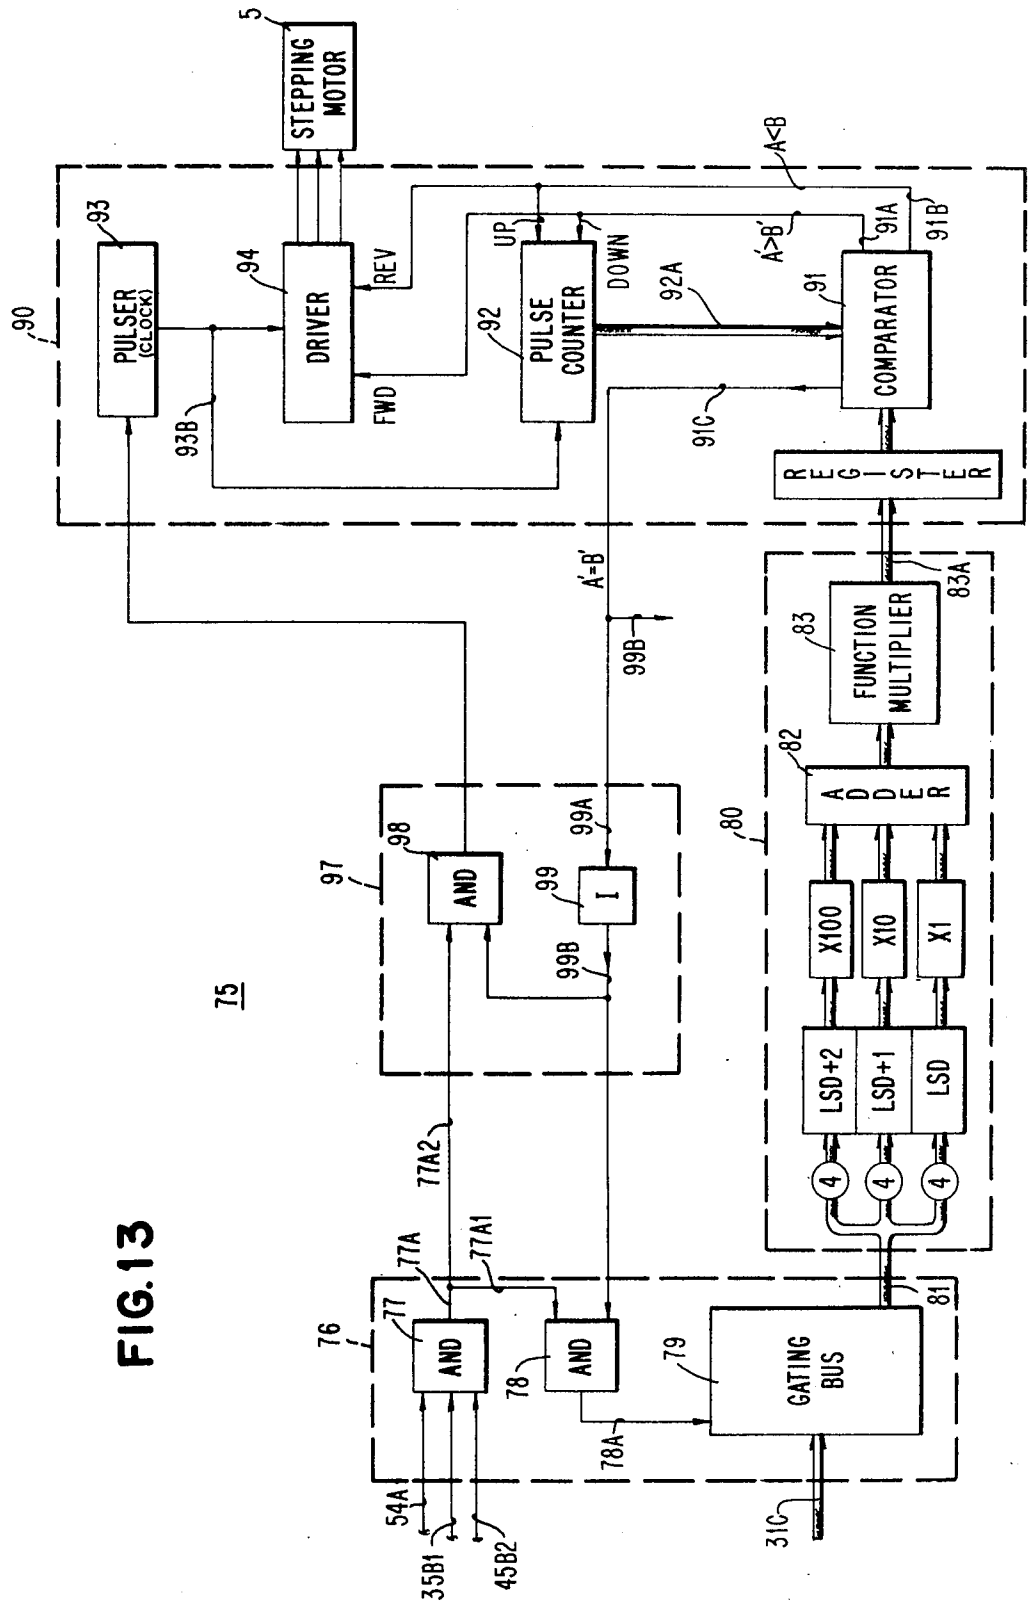 FIG.13
75
76
54A
35B1
45B2
77
AND
77A
77A1
77A2
78
AND
78A
79
GATING
BUS
31C
81
80
4
4
4
LSD+2
LSD+1
LSD
X100
X10
X1
82
ADDER
83
FUNCTION
MULTIPLIER
83A
97
98
AND
99
I
99A
99B
A'=B'
99B
90
93
PULSER
(CLOCK)
93B
94
DRIVER
FWD
REV
5
STEPPING
MOTOR
92
PULSE
COUNTER
UP
DOWN
92A
91
COMPARATOR
91A
91B
91C
A'>B'
A<B
REGISTER